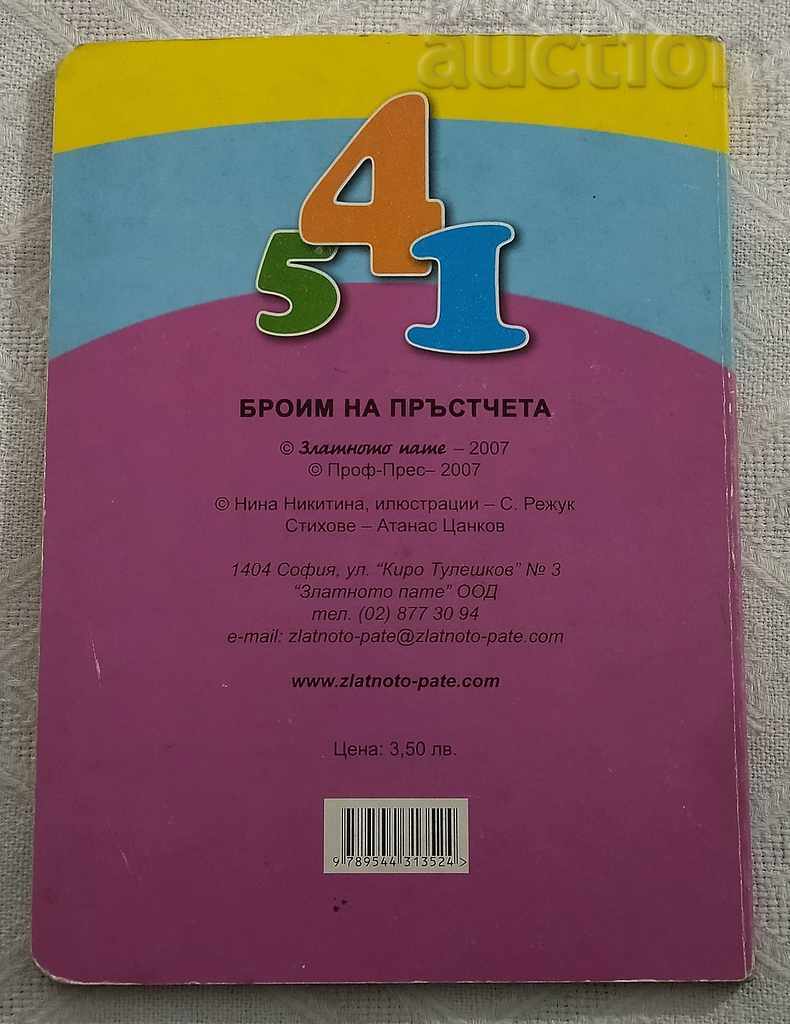 auction
4
5
1
БРОИМ НА ПРЪСТЧЕТА
© Златното пате – 2007
© Проф-Прес– 2007
© Нина Никитина, илюстрации – С. Режук
Стихове – Атанас Цанков
1404 София, ул. “Киро Тулешков” № 3
“Златното пате” ООД
тел. (02) 877 30 94
e-mail: zlatnoto-pate@zlatnoto-pate.com
www.zlatnoto-pate.com
Цена: 3,50 лв.
9 789544 313524 >